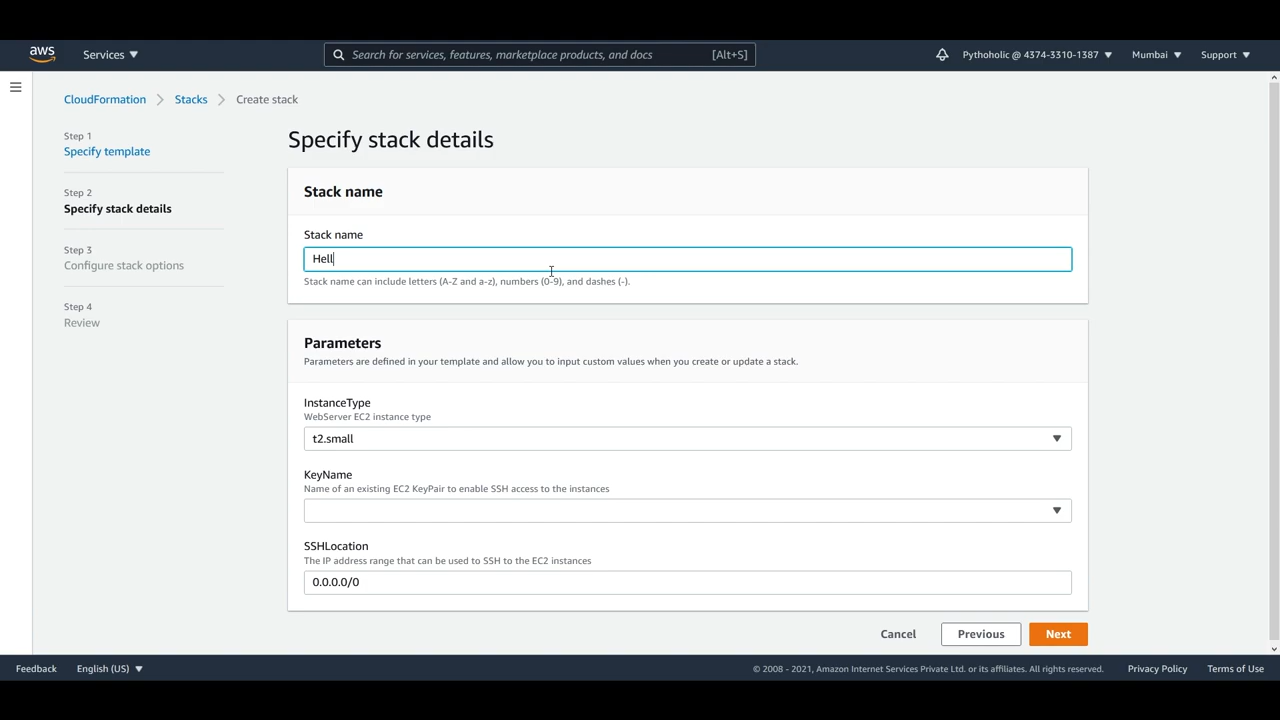 aws
Services
Search for services, features, marketplace products, and docs [Alt+S]
Pythoholic @ 4374-3310-1387
Mumbai
Support
CloudFormation
Stacks
Create stack
Step 1
Specify template
Step 2
Specify stack details
Step 3
Configure stack options
Step 4
Review
Specify stack details
Stack name
Stack name
Hell
Stack name can include letters (A-Z and a-z), numbers (0-9), and dashes (-).
Parameters
Parameters are defined in your template and allow you to input custom values when you create or update a stack.
InstanceType
WebServer EC2 instance type
t2.small
KeyName
Name of an existing EC2 KeyPair to enable SSH access to the instances
SSHLocation
The IP address range that can be used to SSH to the EC2 instances
0.0.0.0/0
Cancel
Previous
Next
Feedback
English (US)
© 2008 - 2021, Amazon Internet Services Private Ltd. or its affiliates. All rights reserved.
Privacy Policy
Terms of Use